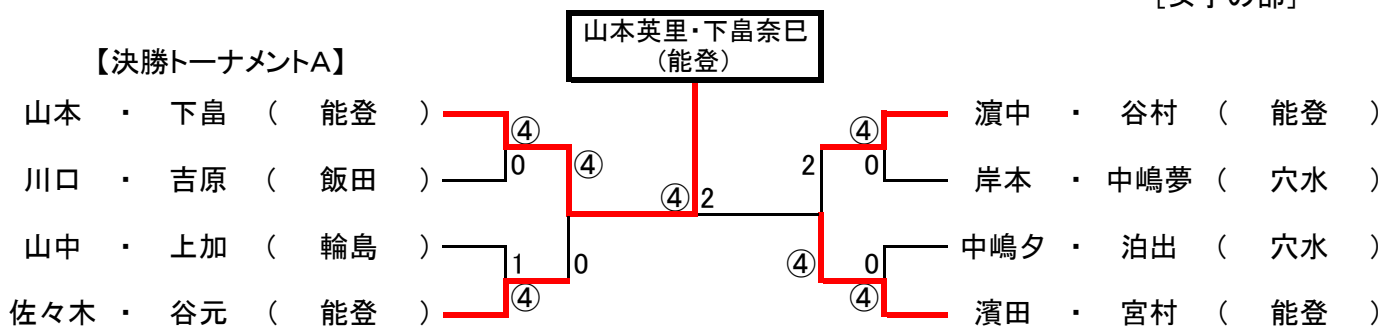 [女子の部]
山本英里・下畠奈巳
(能登)
【決勝トーナメントA】
山本 ・ 下畠 ( 能登 ) ④ ④ 濵中 ・ 谷村 ( 能登 )
川口 ・ 吉原 ( 飯田 ) 0 ④ 2 0 岸本 ・ 中嶋夢 ( 穴水 )
④ 2
山中 ・ 上加 ( 輪島 ) 1 0 ④ 0 中嶋夕 ・ 泊出 ( 穴水 )
佐々木 ・ 谷元 ( 能登 ) ④ ④ 濱田 ・ 宮村 ( 能登 )